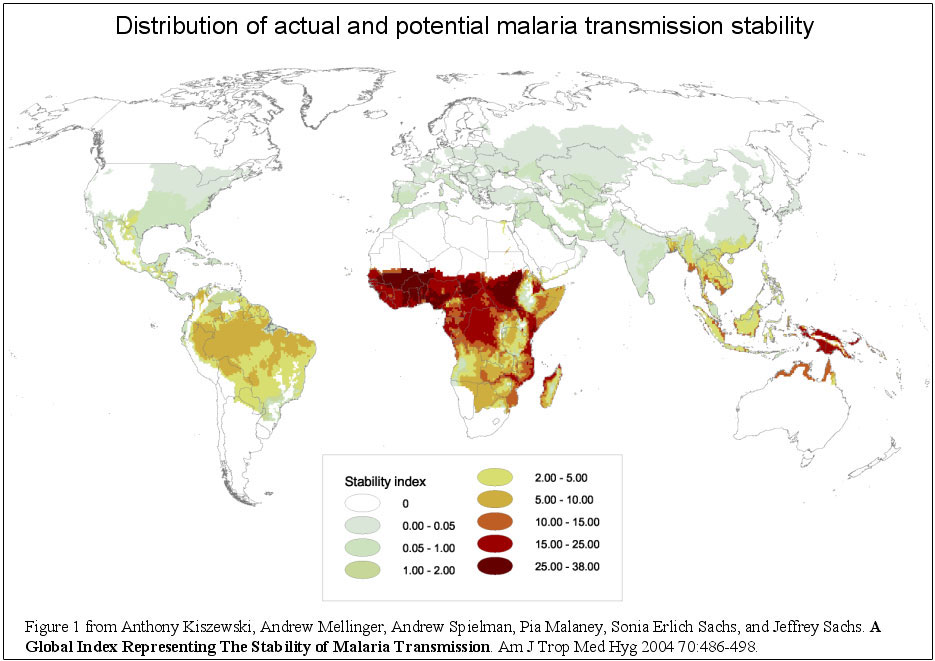 Distribution of actual and potential malaria transmission stability
Stability index
0
0.00 - 0.05
0.05 - 1.00
1.00 - 2.00
2.00 - 5.00
5.00 - 10.00
10.00 - 15.00
15.00 - 25.00
25.00 - 38.00
Figure 1 from Anthony Kiszewski, Andrew Mellinger, Andrew Spielman, Pia Malaney, Sonia Erlich Sachs, and Jeffrey Sachs. A
Global Index Representing The Stability of Malaria Transmission. Am J Trop Med Hyg 2004 70:486-498.